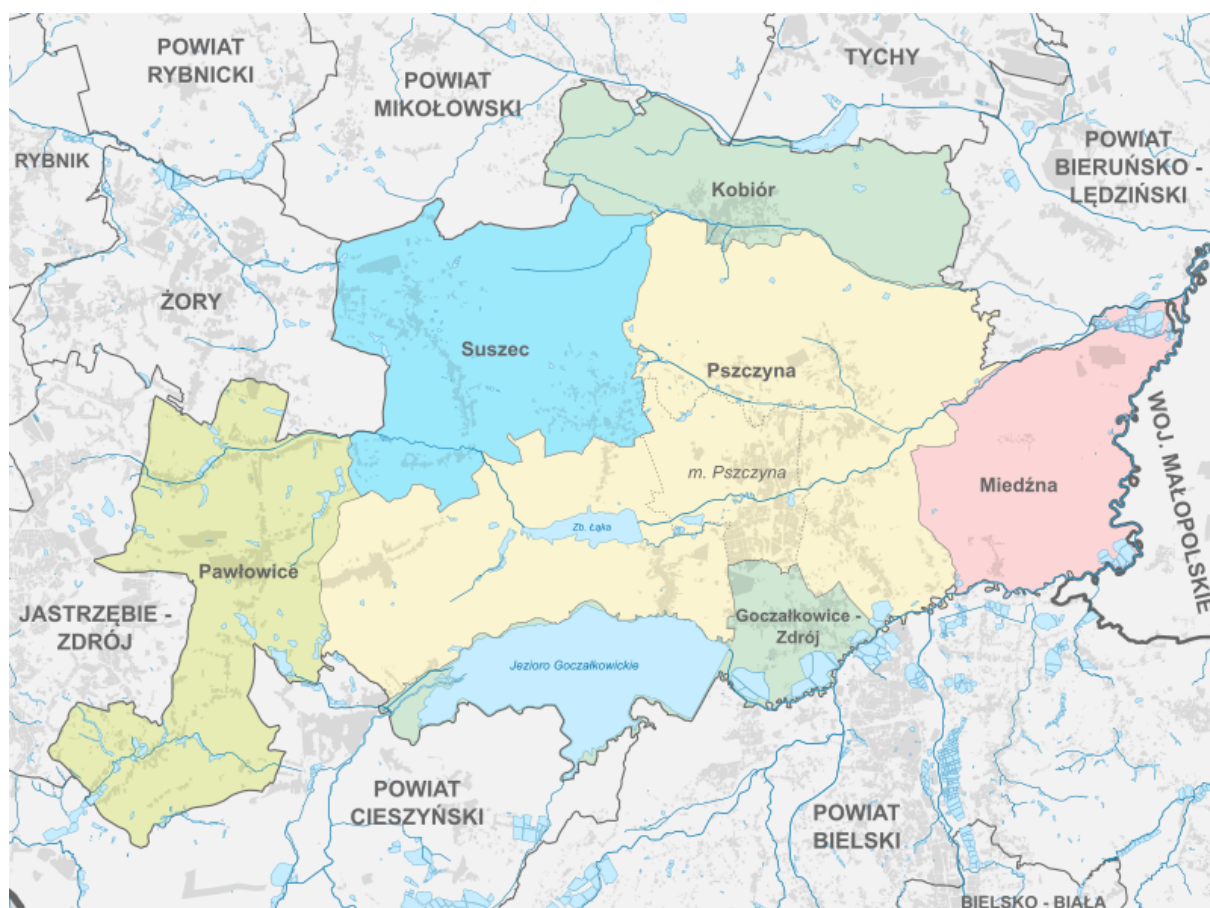 POWIAT
RYBNICKI
POWIAT
MIKOŁOWSKI
TYCHY
POWIAT
BIERUŃSKO -
LĘDZIŃSKI
RYBNIK
Kobiór
ŻORY
Suszec
Pszczyna
m. Pszczyna
Miedźna
WOJ. MAŁOPOLSKIE
Zb. Łąka
Pawłowice
JASTRZĘBIE -
ZDRÓJ
Goczałkowice -
Zdrój
Jezioro Goczałkowickie
POWIAT
CIESZYŃSKI
POWIAT
BIELSKI
BIELSKO - BIAŁA